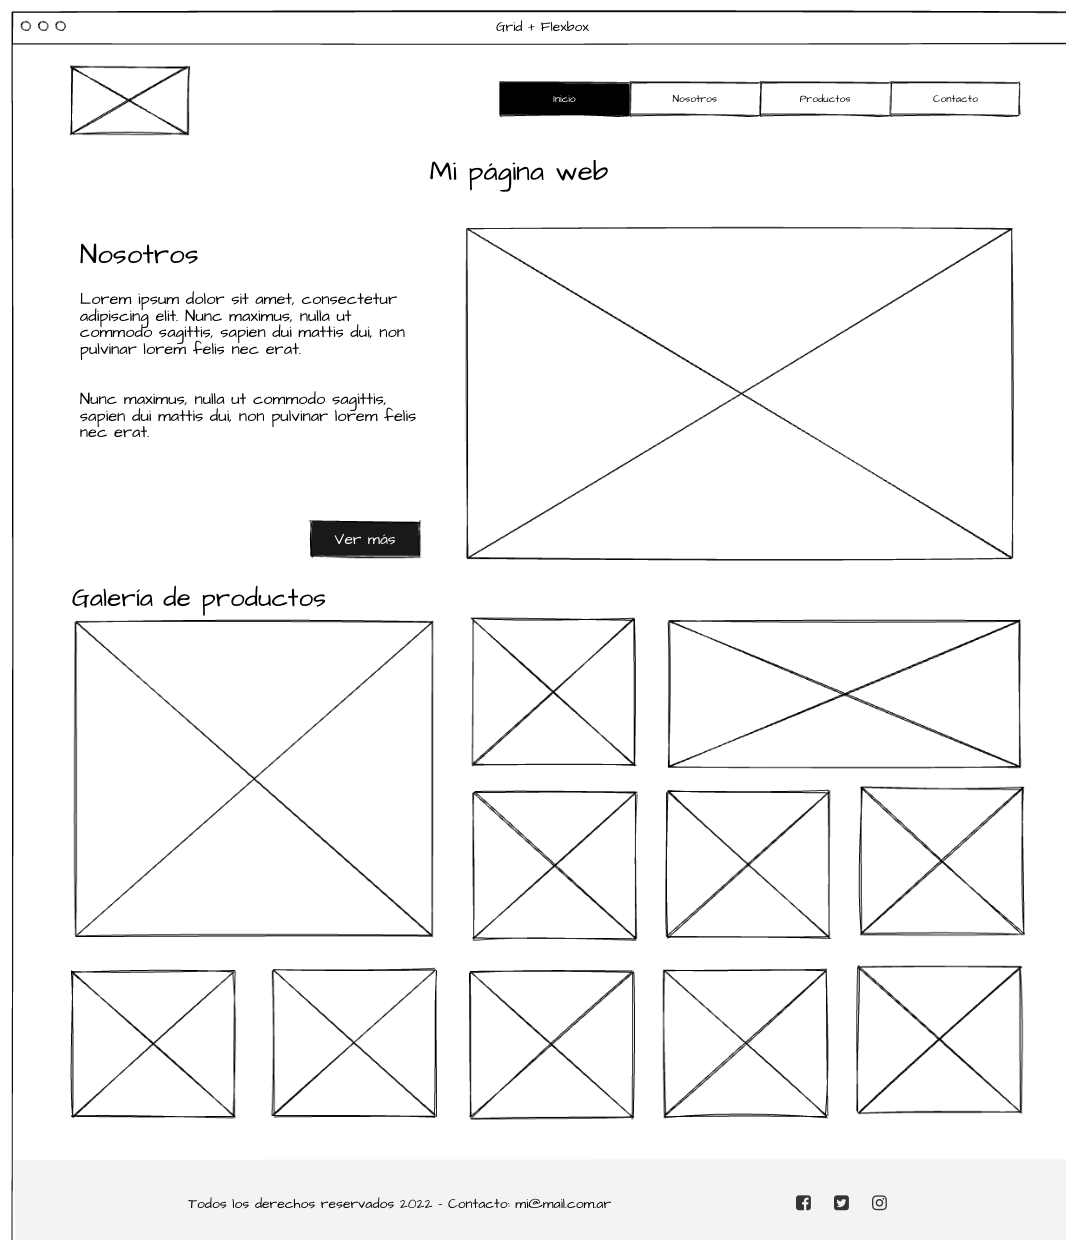 Grid + Flexbox
Inicio
Nosotros
Productos
Contacto
Mi página web
Nosotros
Lorem ipsum dolor sit amet, consectetur
adipiscing elit. Nunc maximus, nulla ut
commodo sagittis, sapien dui mattis dui, non
pulvinar lorem felis nec erat.
Nunc maximus, nulla ut commodo sagittis,
sapien dui mattis dui, non pulvinar lorem felis
nec erat.
Ver más
Galería de productos
Todos los derechos reservados 2022 - Contacto: mi@mail.com.ar